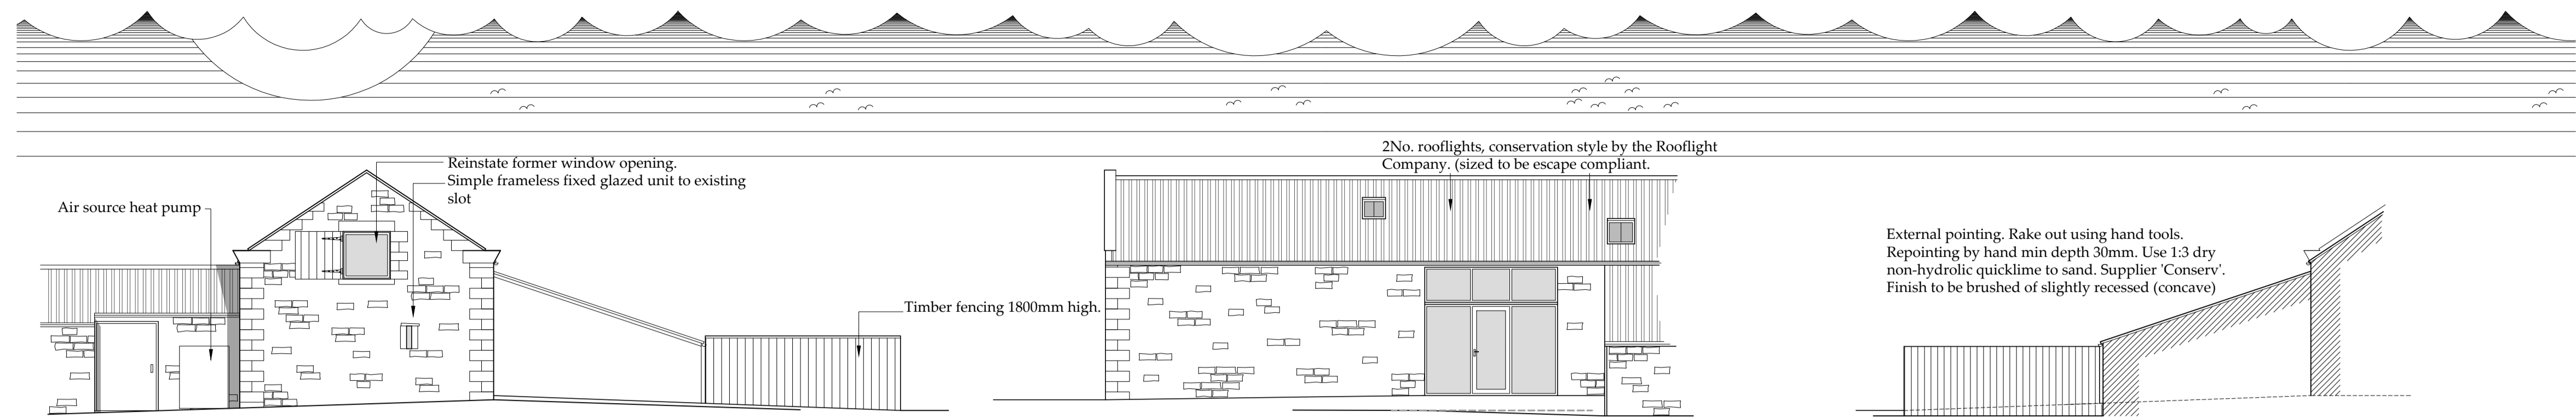 Reinstate former window opening.
Simple frameless fixed glazed unit to existing
slot
Air source heat pump
Timber fencing 1800mm high.
2No. rooflights, conservation style by the Rooflight
Company. (sized to be escape compliant.
External pointing. Rake out using hand tools.
Repointing by hand min depth 30mm. Use 1:3 dry
non-hydrolic quicklime to sand. Supplier 'Conserv'.
Finish to be brushed of slightly recessed (concave)